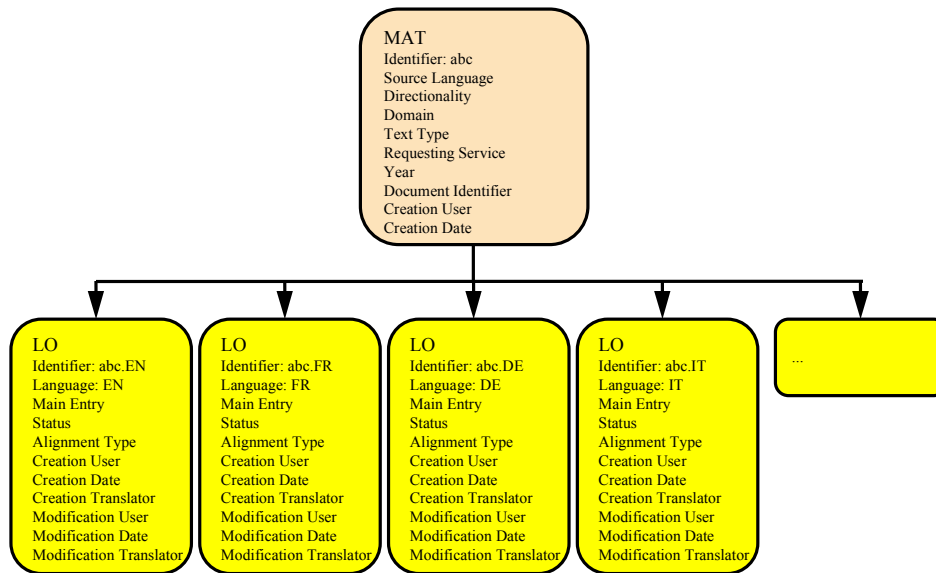 MAT
Identifier: abc
Source Language
Directionality
Domain
Text Type
Requesting Service
Year
Document Identifier
Creation User
Creation Date
LO
Identifier: abc.EN
Language: EN
Main Entry
Status
Alignment Type
Creation User
Creation Date
Creation Translator
Modification User
Modification Date
Modification Translator
LO
Identifier: abc.FR
Language: FR
Main Entry
Status
Alignment Type
Creation User
Creation Date
Creation Translator
Modification User
Modification Date
Modification Translator
LO
Identifier: abc.DE
Language: DE
Main Entry
Status
Alignment Type
Creation User
Creation Date
Creation Translator
Modification User
Modification Date
Modification Translator
LO
Identifier: abc.IT
Language: IT
Main Entry
Status
Alignment Type
Creation User
Creation Date
Creation Translator
Modification User
Modification Date
Modification Translator
...